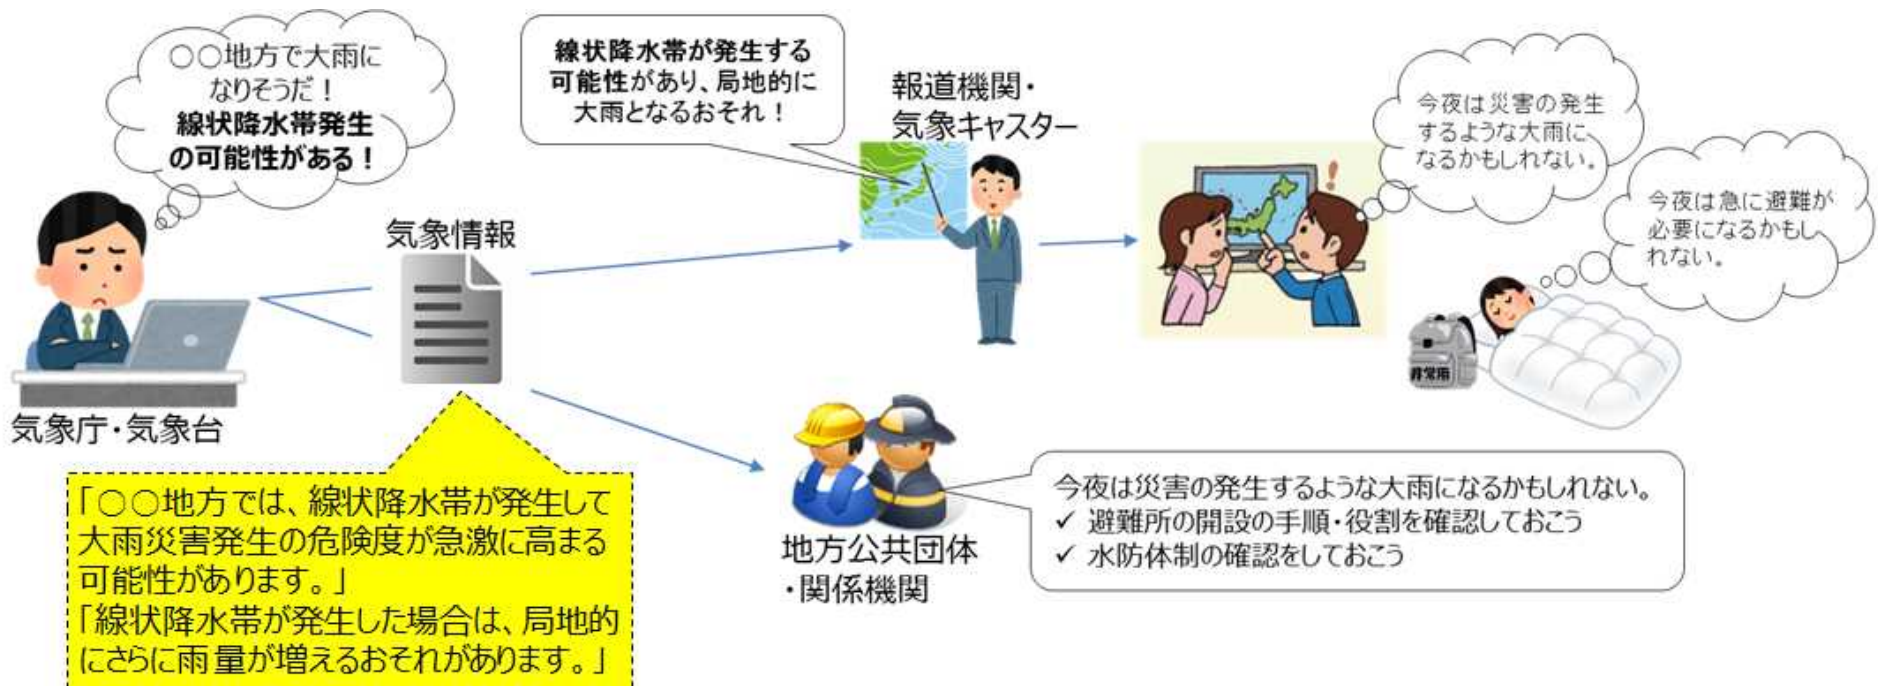 ○○地方で大雨に
なりそうだ！
線状降水帯発生
の可能性がある！
気象庁・気象台
気象情報
「○○地方では、線状降水帯が発生して
大雨災害発生の危険度が急激に高まる
可能性があります。」
「線状降水帯が発生した場合は、局地的
にさらに雨量が増えるおそれがあります。」
線状降水帯が発生する
可能性があり、局地的に
大雨となるおそれ！
報道機関・
気象キャスター
今夜は災害の発生
するような大雨に
なるかもしれない。
今夜は急に避難が
必要になるかもし
れない。
非常用
地方公共団体
・関係機関
今夜は災害の発生するような大雨になるかもしれない。
✓ 避難所の開設の手順・役割を確認しておこう
✓ 水防体制の確認をしておこう